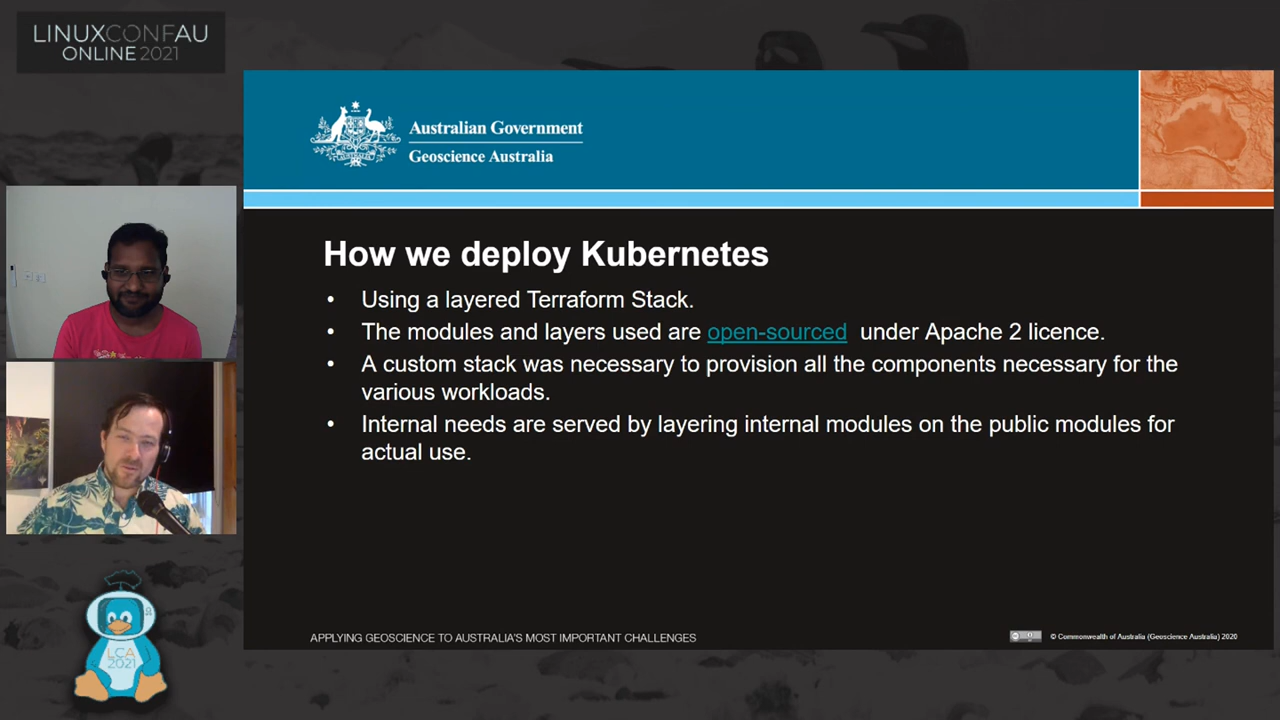 LINUXCONFAU
ONLINE 2021
Australian Government
Geoscience Australia
How we deploy Kubernetes
• Using a layered Terraform Stack.
• The modules and layers used are open-sourced under Apache 2 licence.
• A custom stack was necessary to provision all the components necessary for the
various workloads.
• Internal needs are served by layering internal modules on the public modules for
actual use.
LCA
2021
APPLYING GEOSCIENCE TO AUSTRALIA'S MOST IMPORTANT CHALLENGES
© Commonwealth of Australia (Geoscience Australia) 2020